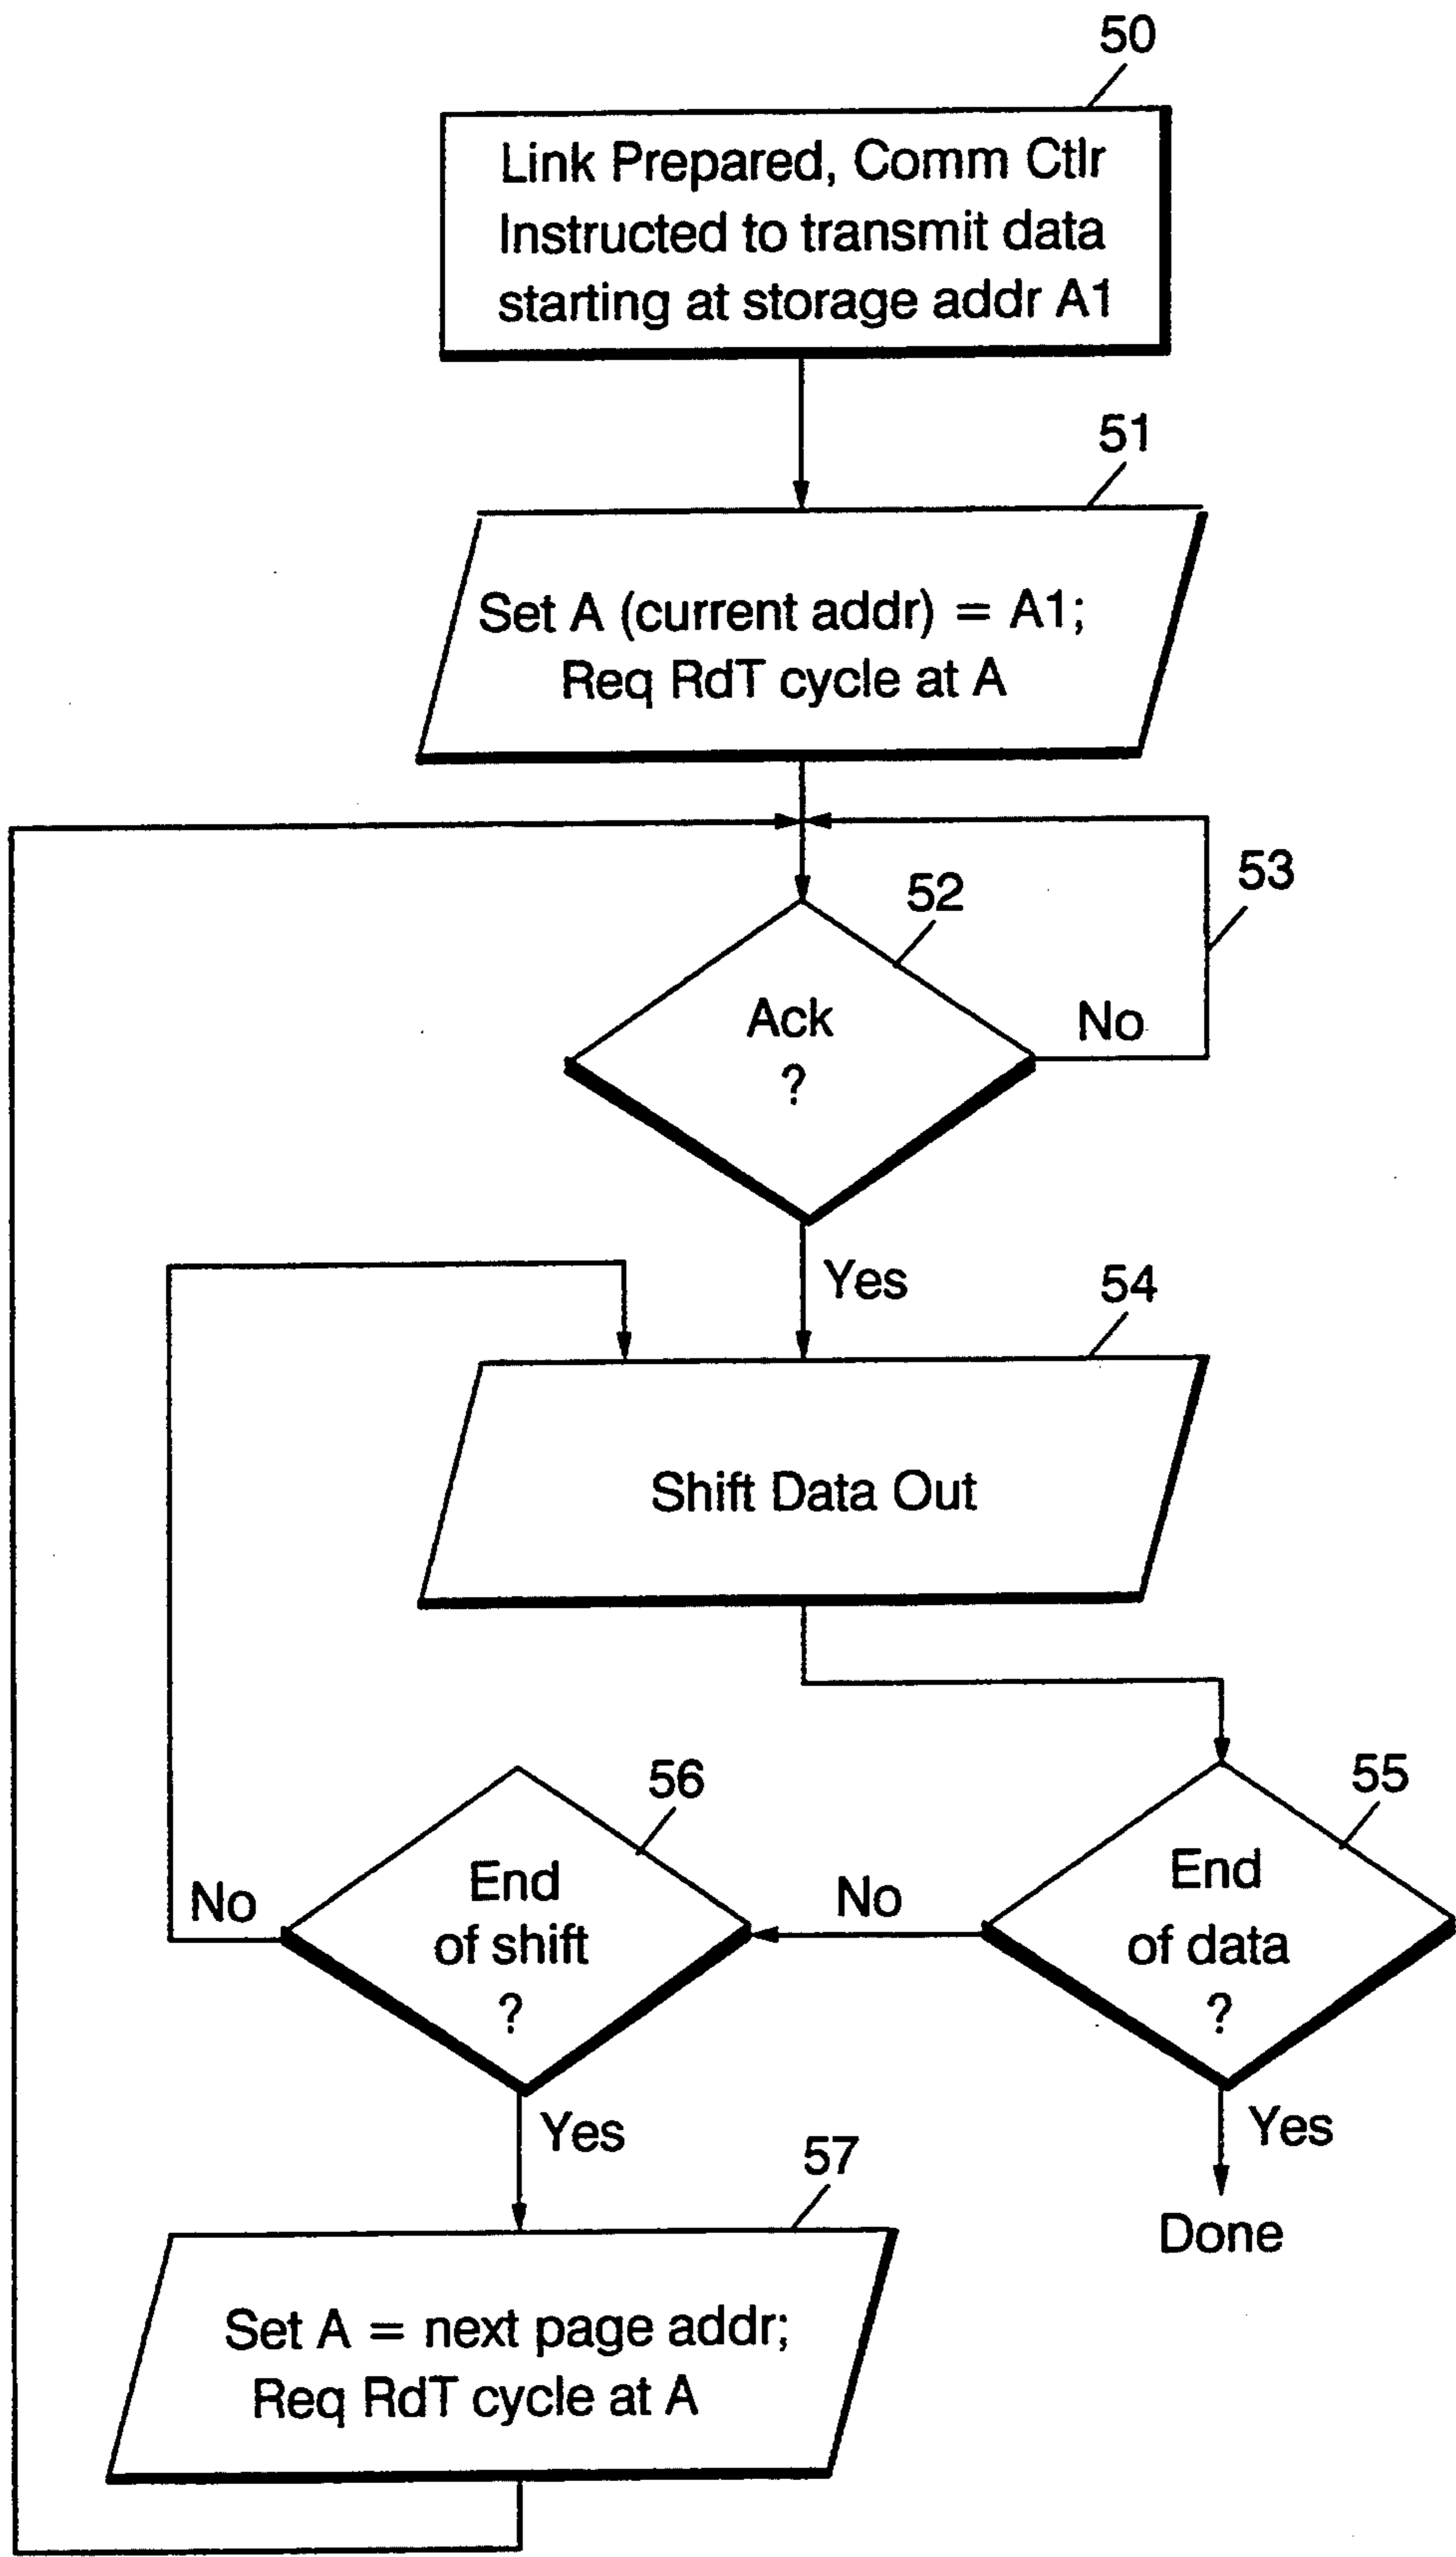 50
Link Prepared, Comm Ctlr
Instructed to transmit data
starting at storage addr A1
51
Set A (current addr) = A1;
Req RdT cycle at A
53
52
Ack
?
No
Yes
54
Shift Data Out
56
55
End
of shift
?
No
No
End
of data
?
Yes
Yes
57
Done
Set A = next page addr;
Req RdT cycle at A